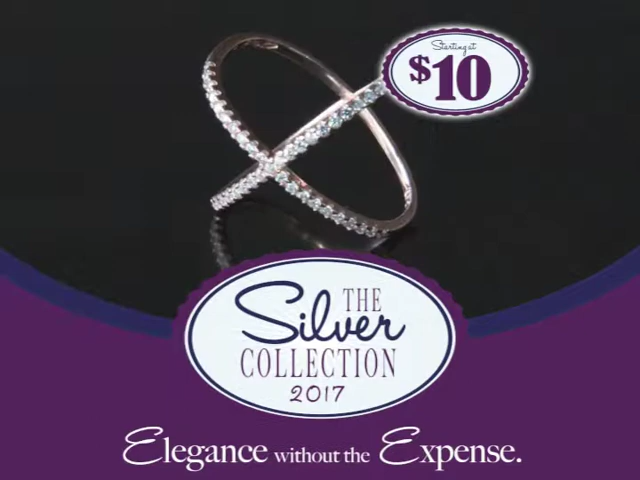 Starting at
$10
THE
Silver
COLLECTION
2017
Elegance without the Expense.